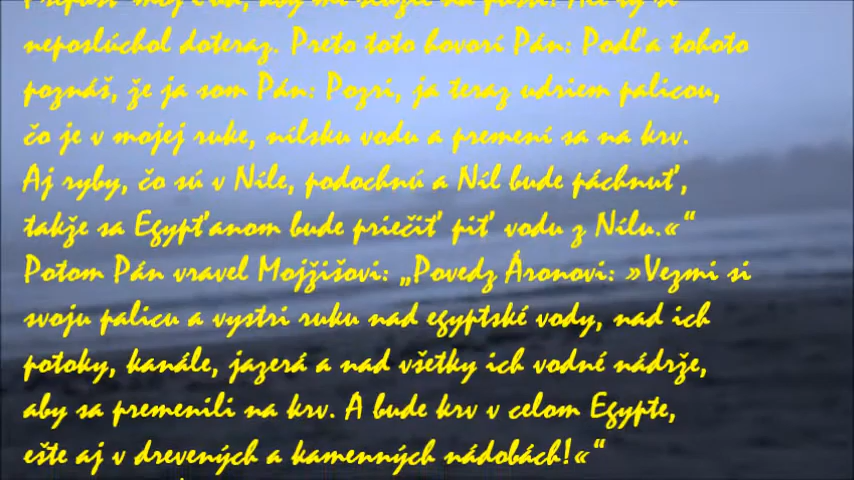 neposlúchol doteraz. Preto toto hovorí Pán: Podľa tohoto
poznáš, že ja som Pán: Pozri, ja teraz udriem palicou,
čo je v mojej ruke, nílsku vodu a premení sa na krv.
Aj ryby, čo sú v Níle, podochnú a Níl bude páchnuť,
takže sa Egypťanom bude priečiť piť vodu z Nílu.«“
Potom Pán vravel Mojžišovi: „Povedz Áronovi: »Vezmi si
svoju palicu a vystri ruku nad egyptské vody, nad ich
potoky, kanále, jazerá a nad všetky ich vodné nádrže,
aby sa premenili na krv. A bude krv v celom Egypte,
ešte aj v drevených a kamenných nádobách!«“